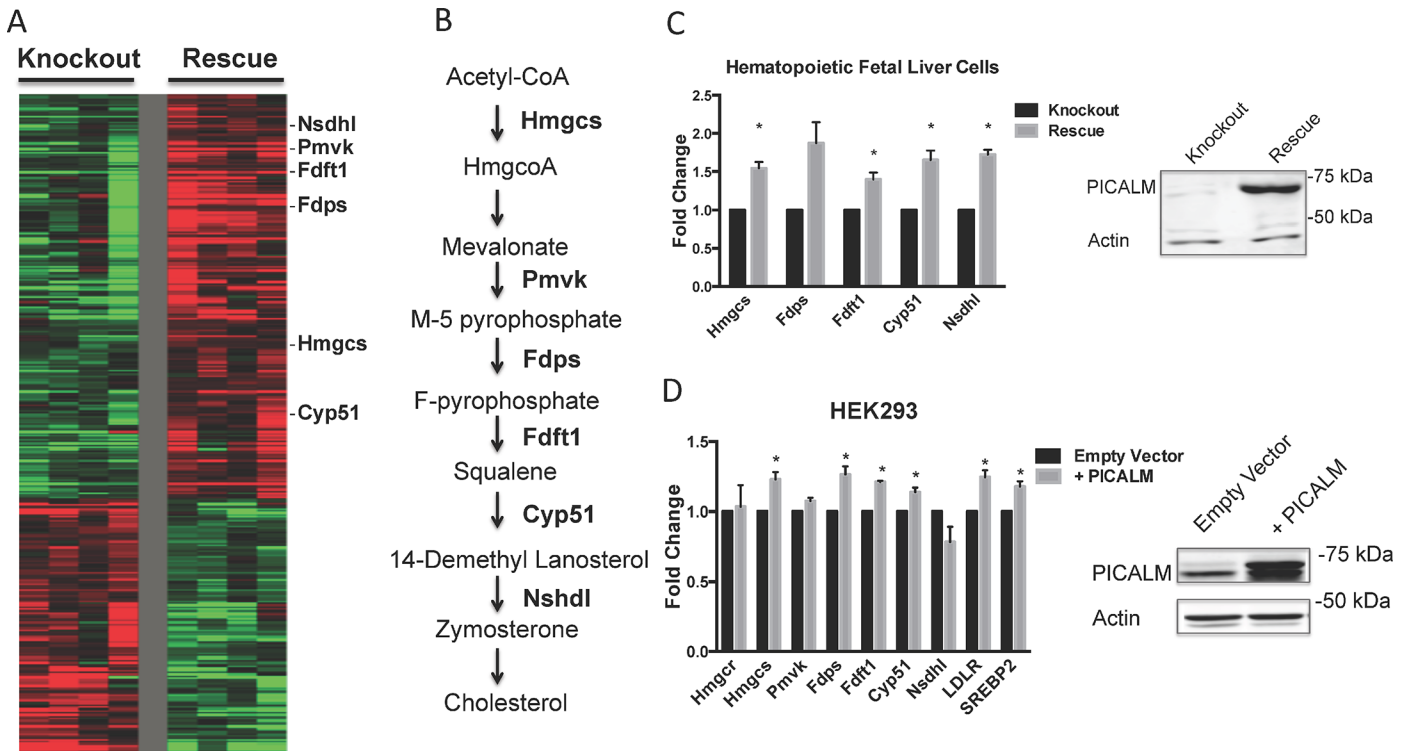 A
Knockout Rescue
-Nsdhl
-Pmvk
-Fdft1
-Fdps
-Hmgcs
-Cyp51
B
Acetyl-CoA
Hmgcs
HmgcoA
Mevalonate
Pmvk
M-5 pyrophosphate
Fdps
F-pyrophosphate
Fdft1
Squalene
Cyp51
14-Demethyl Lanosterol
Nshdl
Zymosterone
Cholesterol
C
Hematopoietic Fetal Liver Cells
Fold Change
2.5
2.0
1.5
1.0
0.5
0.0
* * * *
Hmgcs Fdps Fdft1 Cyp51 Nsdhl
Knockout
Rescue
Knockout Rescue
PICALM
Actin
-75 kDa
-50 kDa
D
HEK293
Fold Change
1.5
1.0
0.5
0.0
* * * * * *
Hmgcr Hmgcs Pmvk Fdps Fdft1 Cyp51 Nsdhl LDLR SREBP2
Empty Vector
+ PICALM
Empty Vector + PICALM
PICALM
Actin
-75 kDa
-50 kDa